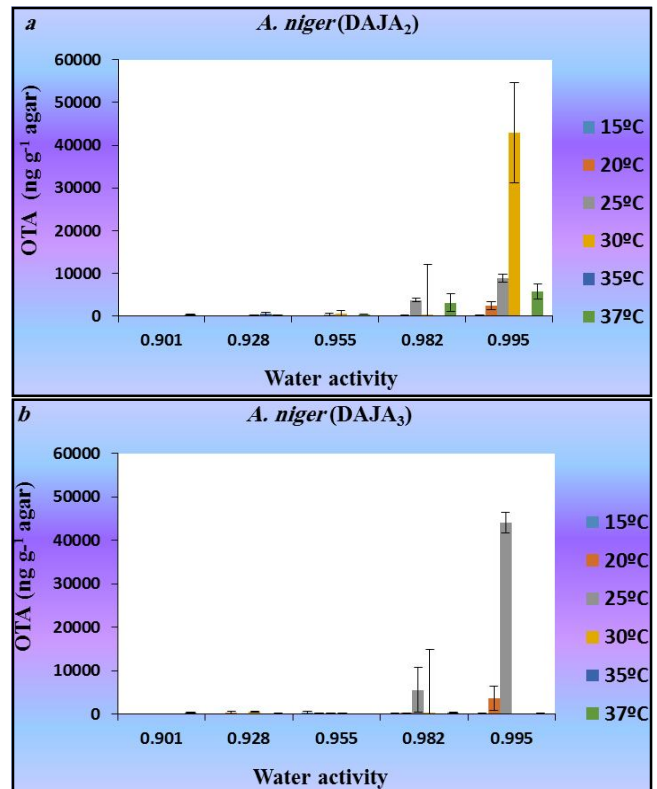 a
A. niger (DAJA₂)
OTA (ng g⁻¹ agar)
60000
50000
40000
30000
20000
10000
0
0.901 0.928 0.955 0.982 0.995
Water activity
15ºC
20ºC
25ºC
30ºC
35ºC
37ºC
b
A. niger (DAJA₃)
OTA (ng g-¹ agar)
60000
50000
40000
30000
20000
10000
0
0.901 0.928 0.955 0.982 0.995
Water activity
15ºC
20ºC
25ºC
30ºC
35ºC
37ºC